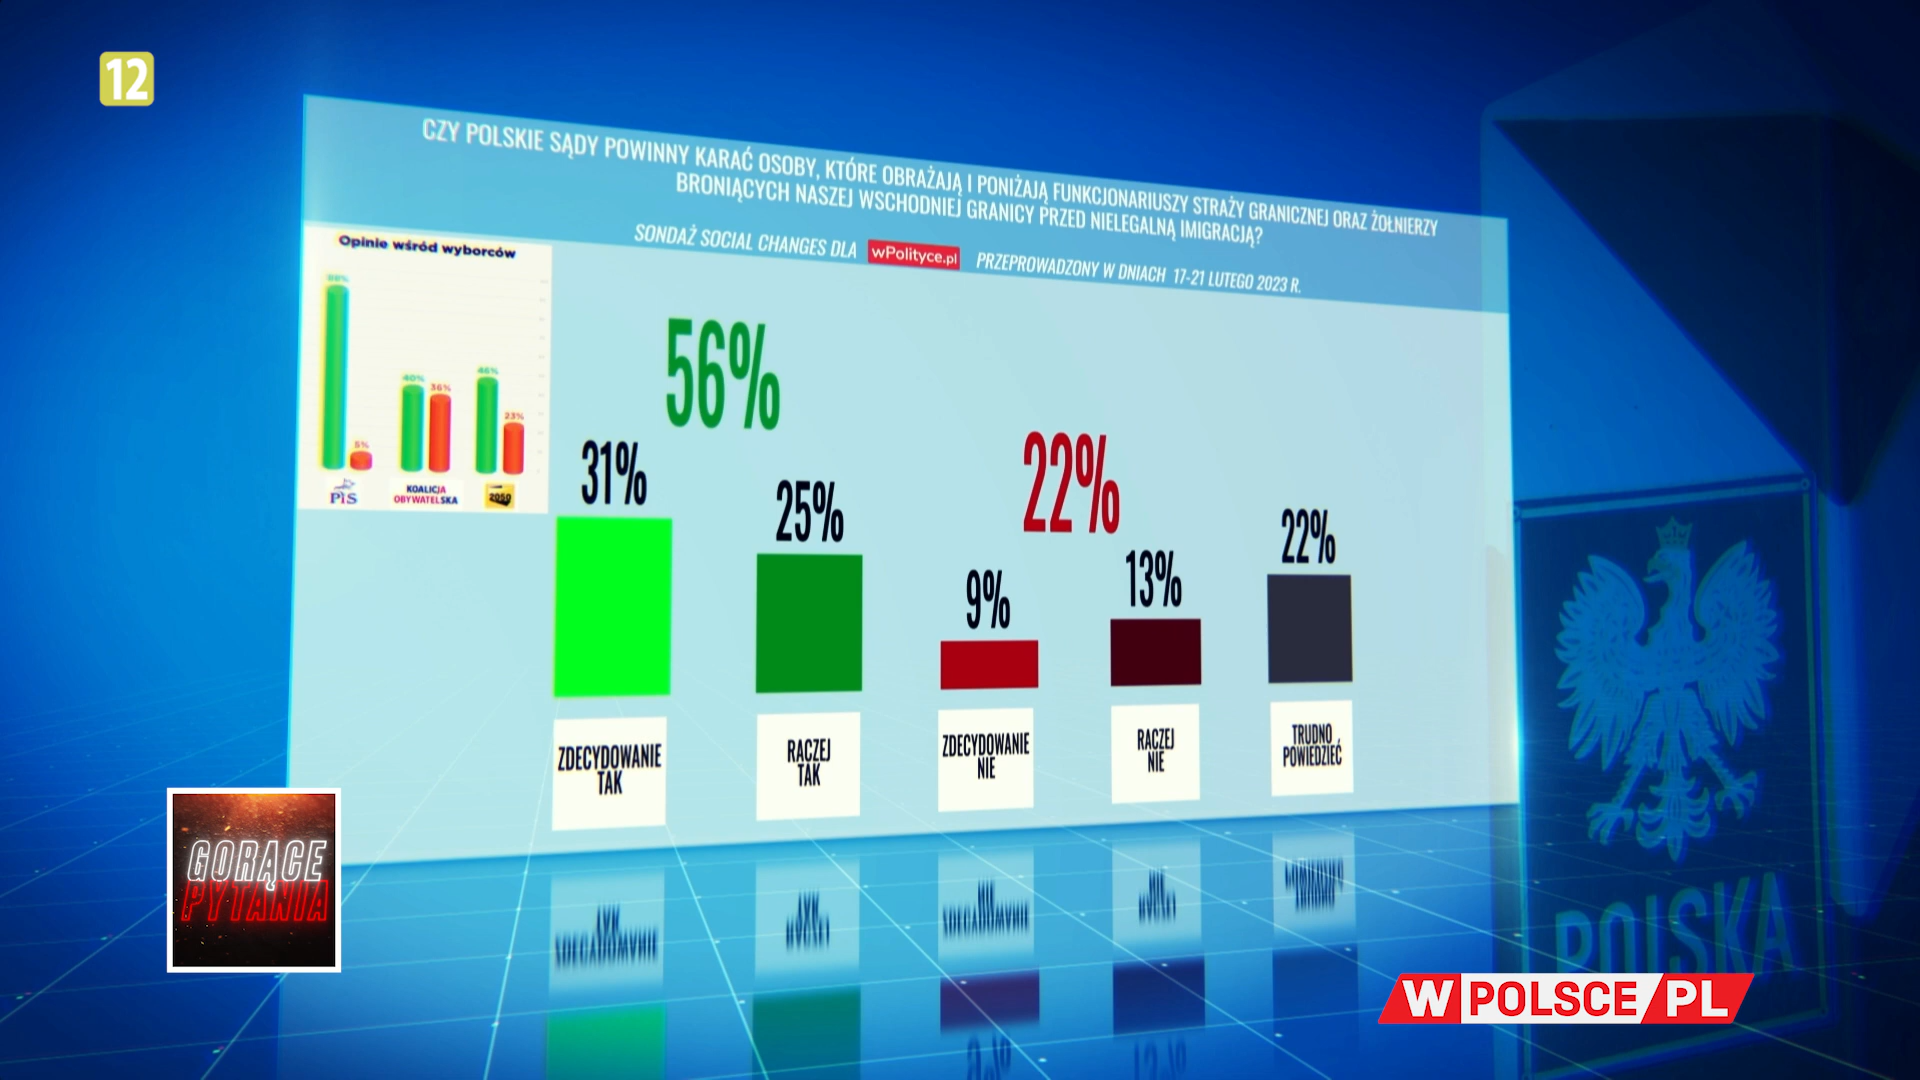 12
CZY POLSKIE SĄDY POWINNY KARAĆ OSOBY, KTÓRE OBRAŻAJĄ I PONIŻAJĄ FUNKCJONARIUSZY STRAŻY GRANICZNEJ ORAZ ŻOŁNIERZY
BRONIĄCYCH NASZEJ WSCHODNIEJ GRANICY PRZED NIELEGALNĄ IMIGRACJĄ?
SONDAŻ SOCIAL CHANGES DLA wPolityce.pl PRZEPROWADZONY W DNIACH 17-21 LUTEGO 2023 R.
Opinie wśród wyborców
88%
5%
40%
36%
46%
23%
PiS
KOALICJA
OBYWATELSKA
2050
56%
22%
31%
25%
9%
13%
22%
ZDECYDOWANIE
TAK
RACZEJ
TAK
ZDECYDOWANIE
NIE
RACZEJ
NIE
TRUDNO
POWIEDZIEĆ
GORĄCE
PYTANIA
POLSKA
WPOLSCE/PL